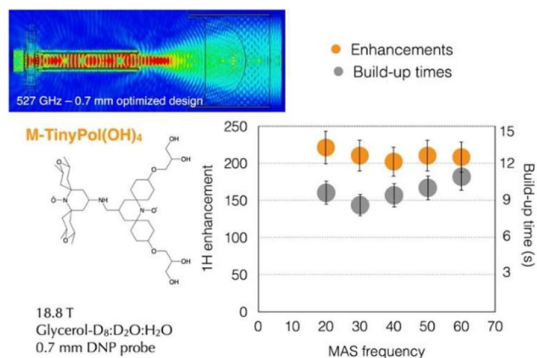 527 GHz – 0.7 mm optimized design
Enhancements
Build-up times
M-TinyPol(OH)₄
OH
OH
O
O
N
O·
NH
N
O·
O
O
OH
OH
18.8 T
Glycerol-D₈:D₂O:H₂O
0.7 mm DNP probe
1H enhancement
250
200
150
100
50
0
0 10 20 30 40 50 60 70
MAS frequency
15
12
9
6
3
Build-up time (s)